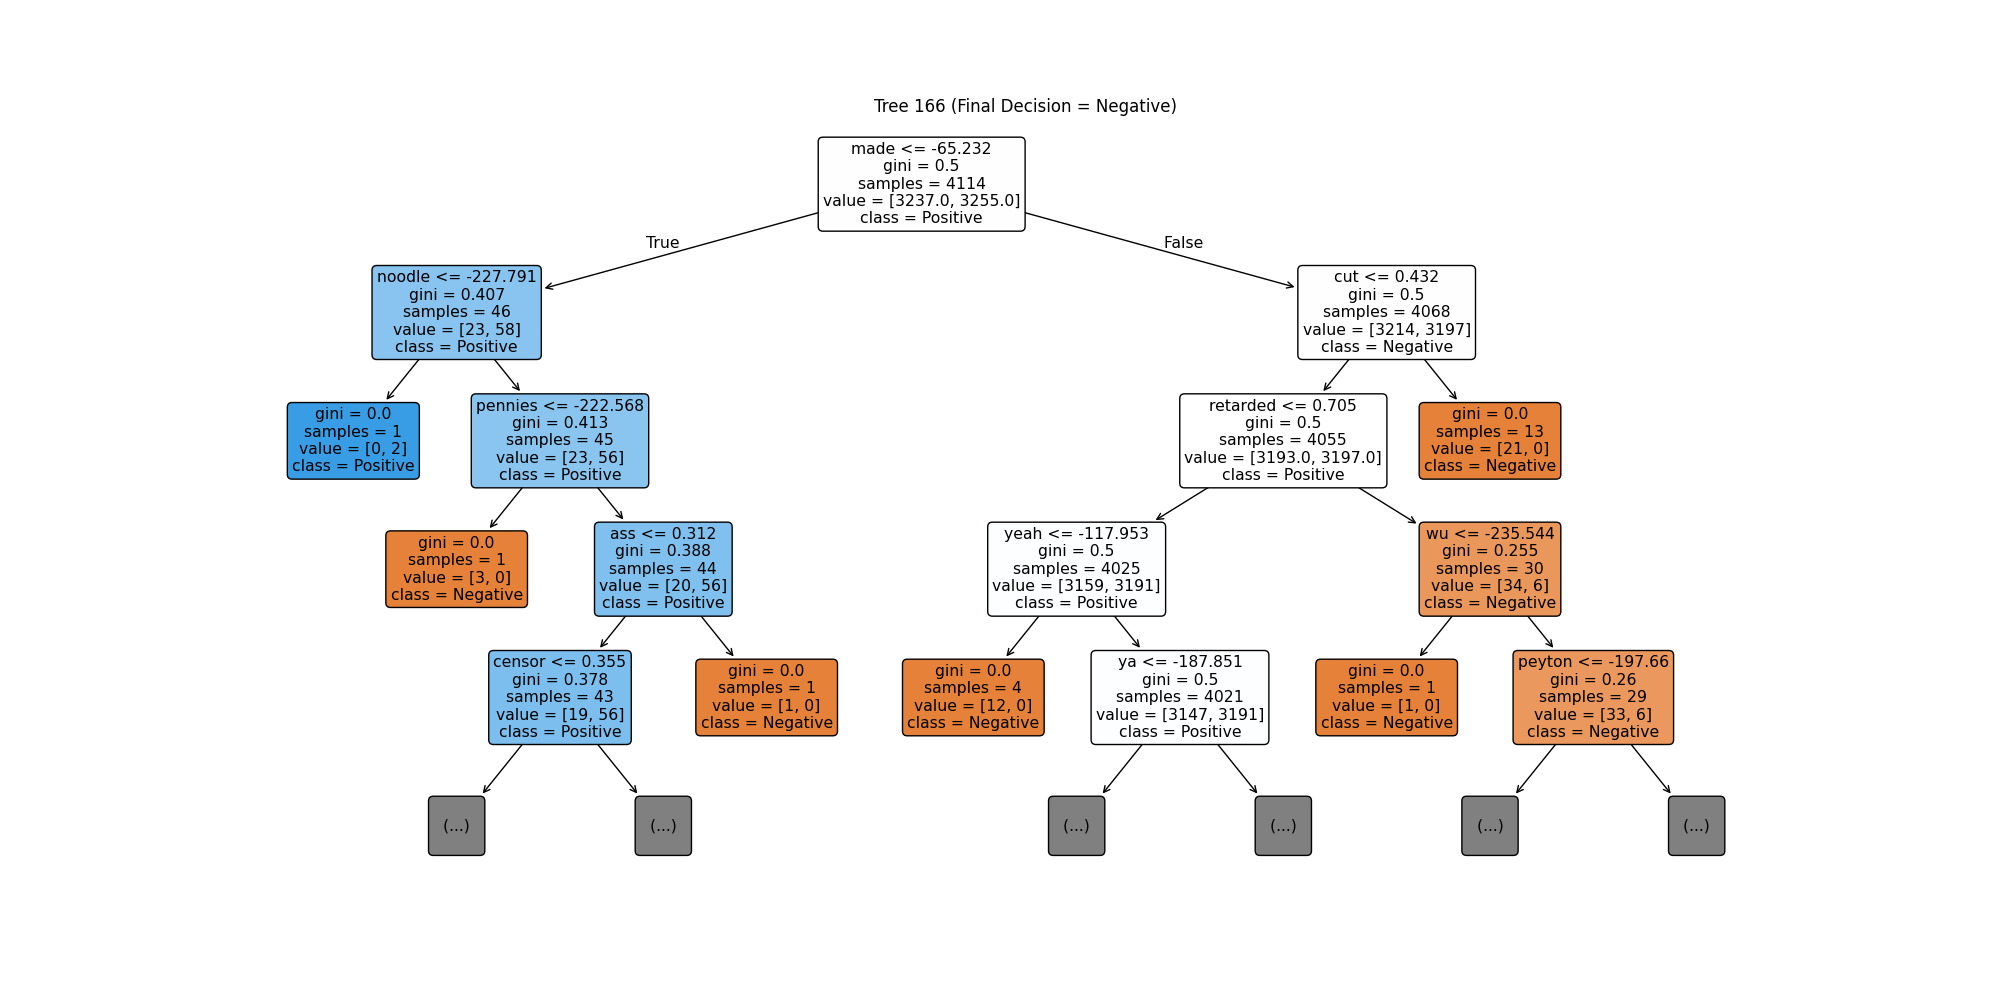 Tree 166 (Final Decision = Negative)
made <= -65.232
gini = 0.5
samples = 4114
value = [3237.0, 3255.0]
class = Positive
True
False
noodle <= -227.791
gini = 0.407
samples = 46
value = [23, 58]
class = Positive
cut <= 0.432
gini = 0.5
samples = 4068
value = [3214, 3197]
class = Negative
gini = 0.0
samples = 1
value = [0, 2]
class = Positive
pennies <= -222.568
gini = 0.413
samples = 45
value = [23, 56]
class = Positive
retarded <= 0.705
gini = 0.5
samples = 4055
value = [3193.0, 3197.0]
class = Positive
gini = 0.0
samples = 13
value = [21, 0]
class = Negative
gini = 0.0
samples = 1
value = [3, 0]
class = Negative
ass <= 0.312
gini = 0.388
samples = 44
value = [20, 56]
class = Positive
yeah <= -117.953
gini = 0.5
samples = 4025
value = [3159, 3191]
class = Positive
wu <= -235.544
gini = 0.255
samples = 30
value = [34, 6]
class = Negative
censor <= 0.355
gini = 0.378
samples = 43
value = [19, 56]
class = Positive
gini = 0.0
samples = 1
value = [1, 0]
class = Negative
gini = 0.0
samples = 4
value = [12, 0]
class = Negative
ya <= -187.851
gini = 0.5
samples = 4021
value = [3147, 3191]
class = Positive
gini = 0.0
samples = 1
value = [1, 0]
class = Negative
peyton <= -197.66
gini = 0.26
samples = 29
value = [33, 6]
class = Negative
(...)
(...)
(...)
(...)
(...)
(...)